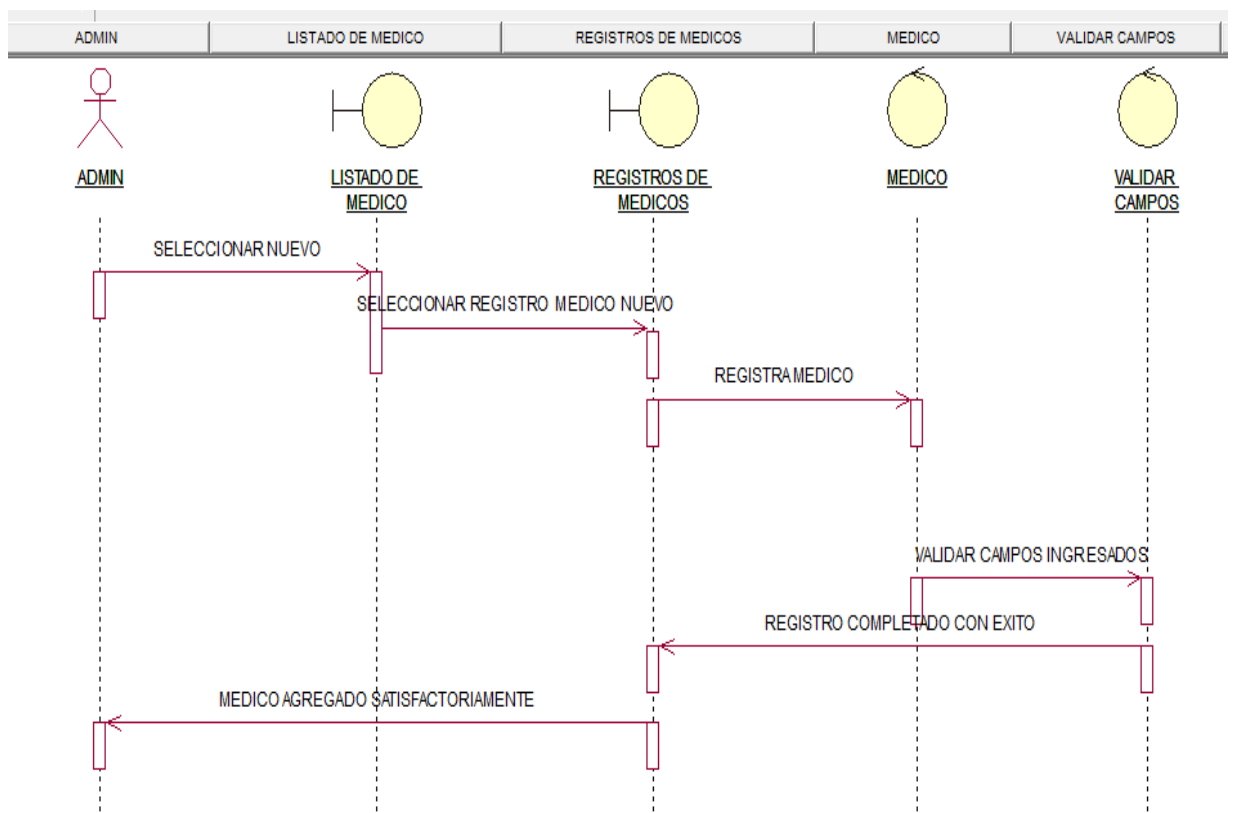 ADMIN
LISTADO DE MEDICO
REGISTROS DE MEDICOS
MEDICO
VALIDAR CAMPOS
ADMIN
LISTADO DE
MEDICO
REGISTROS DE
MEDICOS
MEDICO
VALIDAR
CAMPOS
SELECCIONAR NUEVO
SELECCIONAR REGISTRO MEDICO NUEVO
REGISTRA MEDICO
VALIDAR CAMPOS INGRESADOS
REGISTRO COMPLETADO CON EXITO
MEDICO AGREGADO SATISFACTORIAMENTE